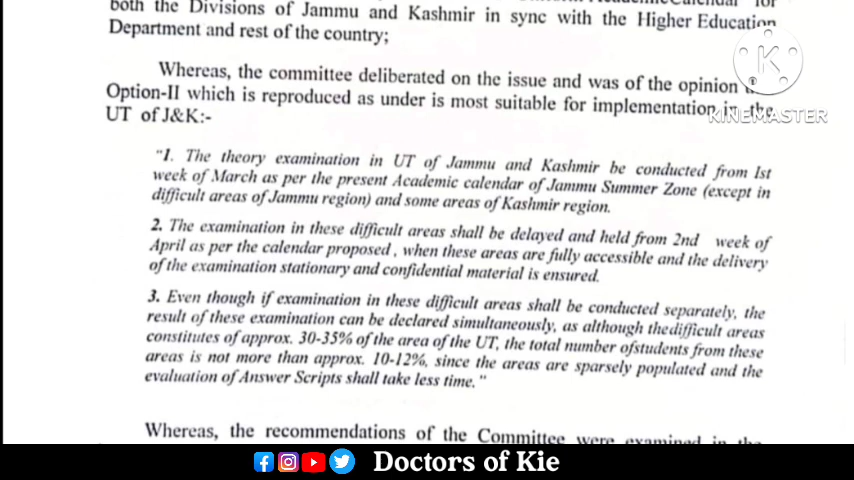 both the Divisions of Jammu and Kashmir in sync with the Higher Education
Department and rest of the country;
Whereas, the committee deliberated on the issue and was of the opinion
Option-II which is reproduced as under is most suitable for implementation in the
UT of J&K:-
"1. The theory examination in UT of Jammu and Kashmir be conducted from Ist
week of March as per the present Academic calendar of Jammu Summer Zone (except in
difficult areas of Jammu region) and some areas of Kashmir region.
2. The examination in these difficult areas shall be delayed and held from 2nd week of
April as per the calendar proposed, when these areas are fully accessible and the delivery
of the examination stationary and confidential material is ensured.
3. Even though if examination in these difficult areas shall be conducted separately, the
result of these examination can be declared simultaneously, as although thedifficult areas
constitutes of approx. 30-35% of the area of the UT, the total number ofstudents from these
areas is not more than approx. 10-12%, since the areas are sparsely populated and the
evaluation of Answer Scripts shall take less time."
Whereas, the recommendations of the Committee were examined in the
KINEMASTER
Doctors of Kie